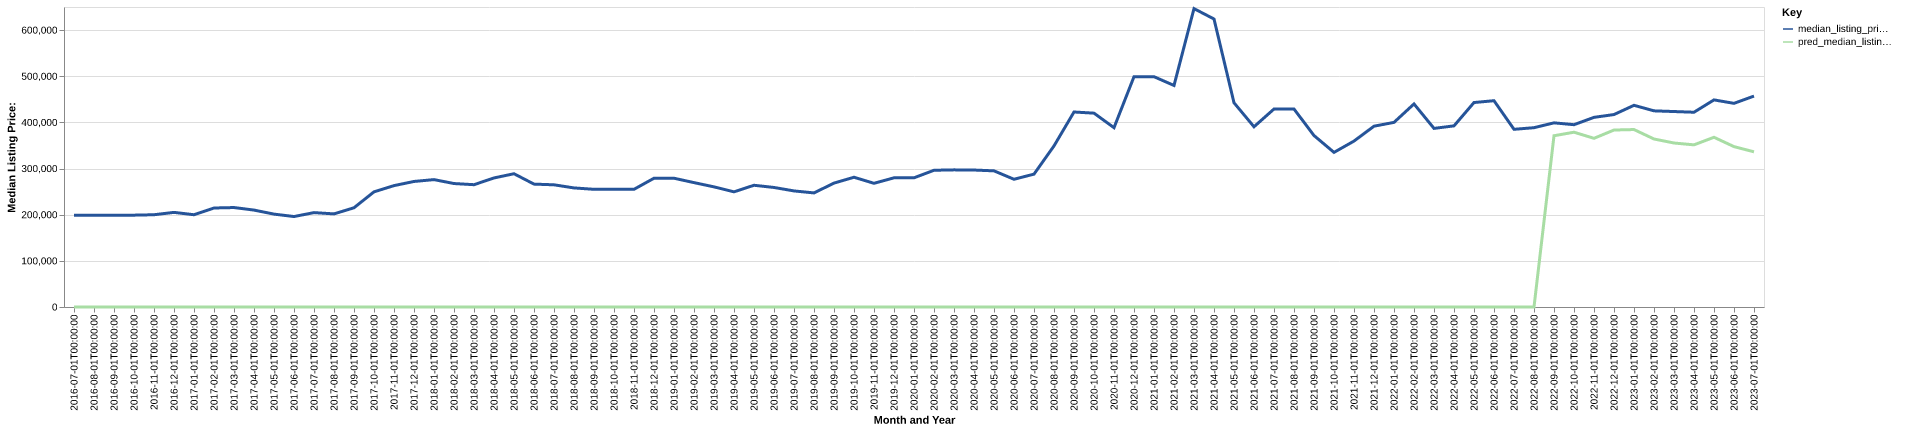 600,000
500,000
400,000
300,000
200,000
100,000
0
Median Listing Price:
2016-07-01T00:00:00
2016-08-01T00:00:00
2016-09-01T00:00:00
2016-10-01T00:00:00
2016-11-01T00:00:00
2016-12-01T00:00:00
2017-01-01T00:00:00
2017-02-01T00:00:00
2017-03-01T00:00:00
2017-04-01T00:00:00
2017-05-01T00:00:00
2017-06-01T00:00:00
2017-07-01T00:00:00
2017-08-01T00:00:00
2017-09-01T00:00:00
2017-10-01T00:00:00
2017-11-01T00:00:00
2017-12-01T00:00:00
2018-01-01T00:00:00
2018-02-01T00:00:00
2018-03-01T00:00:00
2018-04-01T00:00:00
2018-05-01T00:00:00
2018-06-01T00:00:00
2018-07-01T00:00:00
2018-08-01T00:00:00
2018-09-01T00:00:00
2018-10-01T00:00:00
2018-11-01T00:00:00
2018-12-01T00:00:00
2019-01-01T00:00:00
2019-02-01T00:00:00
2019-03-01T00:00:00
2019-04-01T00:00:00
2019-05-01T00:00:00
2019-06-01T00:00:00
2019-07-01T00:00:00
2019-08-01T00:00:00
2019-09-01T00:00:00
2019-10-01T00:00:00
2019-11-01T00:00:00
2019-12-01T00:00:00
2020-01-01T00:00:00
2020-02-01T00:00:00
2020-03-01T00:00:00
2020-04-01T00:00:00
2020-05-01T00:00:00
2020-06-01T00:00:00
2020-07-01T00:00:00
2020-08-01T00:00:00
2020-09-01T00:00:00
2020-10-01T00:00:00
2020-11-01T00:00:00
2020-12-01T00:00:00
2021-01-01T00:00:00
2021-02-01T00:00:00
2021-03-01T00:00:00
2021-04-01T00:00:00
2021-05-01T00:00:00
2021-06-01T00:00:00
2021-07-01T00:00:00
2021-08-01T00:00:00
2021-09-01T00:00:00
2021-10-01T00:00:00
2021-11-01T00:00:00
2021-12-01T00:00:00
2022-01-01T00:00:00
2022-02-01T00:00:00
2022-03-01T00:00:00
2022-04-01T00:00:00
2022-05-01T00:00:00
2022-06-01T00:00:00
2022-07-01T00:00:00
2022-08-01T00:00:00
2022-09-01T00:00:00
2022-10-01T00:00:00
2022-11-01T00:00:00
2022-12-01T00:00:00
2023-01-01T00:00:00
2023-02-01T00:00:00
2023-03-01T00:00:00
2023-04-01T00:00:00
2023-05-01T00:00:00
2023-06-01T00:00:00
2023-07-01T00:00:00
Month and Year
Key
median_listing_pri…
pred_median_listin…